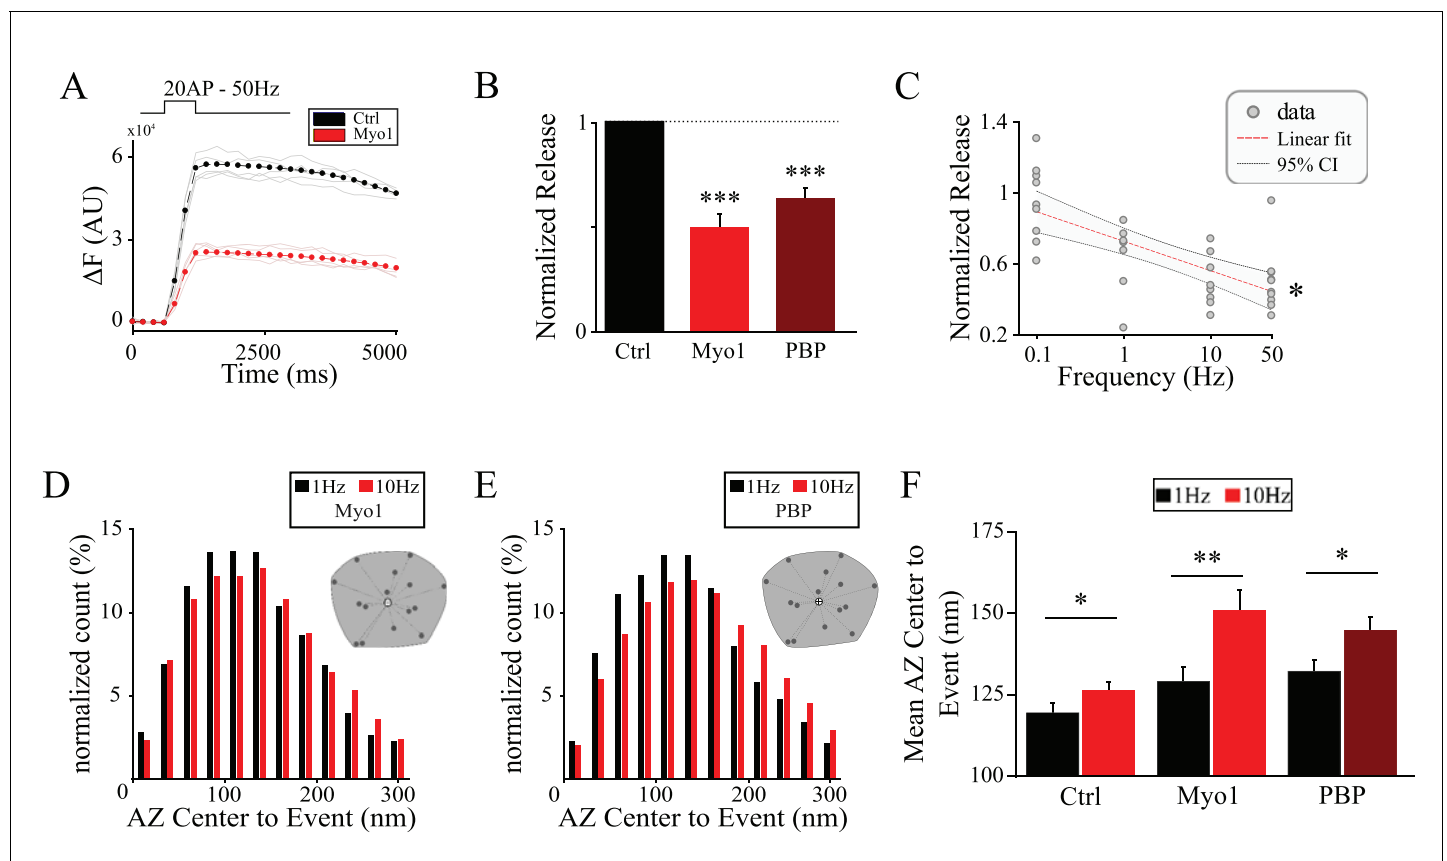 A
20AP - 50Hz
Ctrl
Myo1
x10⁴
6
3
0
ΔF (AU)
0
2500
5000
Time (ms)
B
Normalized Release
1
0
***
***
Ctrl
Myo1
PBP
C
data
Linear fit
95% CI
Normalized Release
1.4
1
0.6
0.2
*
0.1
1
10
50
Frequency (Hz)
D
1Hz
10Hz
Myo1
normalized count (%)
15
10
5
0
100
200
300
AZ Center to Event (nm)
E
1Hz
10Hz
PBP
normalized count (%)
15
10
5
0
100
200
300
AZ Center to Event (nm)
F
1Hz
10Hz
Mean AZ Center to
Event (nm)
175
150
125
100
*
**
*
Ctrl
Myo1
PBP